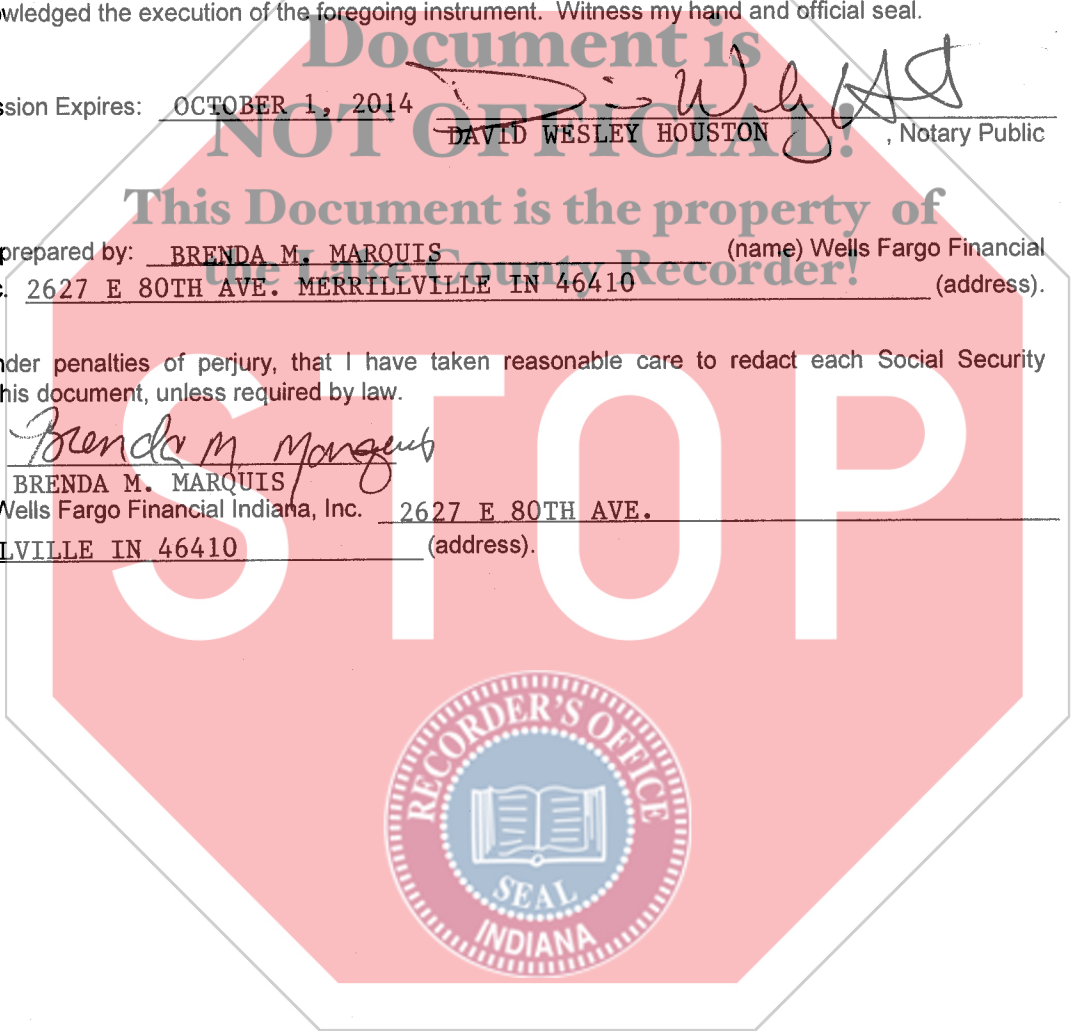 wledged the execution of the foregoing instrument. Witness my hand and official seal.
Document is
ssion Expires: OCTOBER 1, 2014
NOT OFFICIAL!
DAVID WESLEY HOUSTON , Notary Public
This Document is the property of
prepared by: BRENDA M. MARQUIS (name) Wells Fargo Financial
the Lake County Recorder!
c. 2627 E 80TH AVE. MERRILLVILLE IN 46410 (address).
nder penalties of perjury, that I have taken reasonable care to redact each Social Security
his document, unless required by law.
Brenda M. Marquis
BRENDA M. MARQUIS
Wells Fargo Financial Indiana, Inc. 2627 E 80TH AVE.
LVILLE IN 46410 (address).
STOP
RECORDER'S OFFICE
SEAL
INDIANA